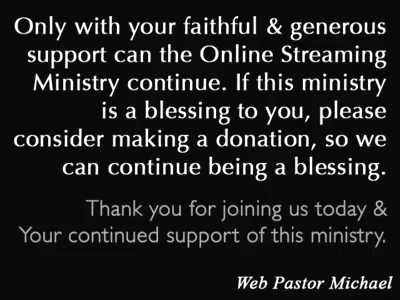 Only with your faithful & generous
support can the Online Streaming
Ministry continue. If this ministry
is a blessing to you, please
consider making a donation, so we
can continue being a blessing.
Thank you for joining us today &
Your continued support of this ministry.
Web Pastor Michael